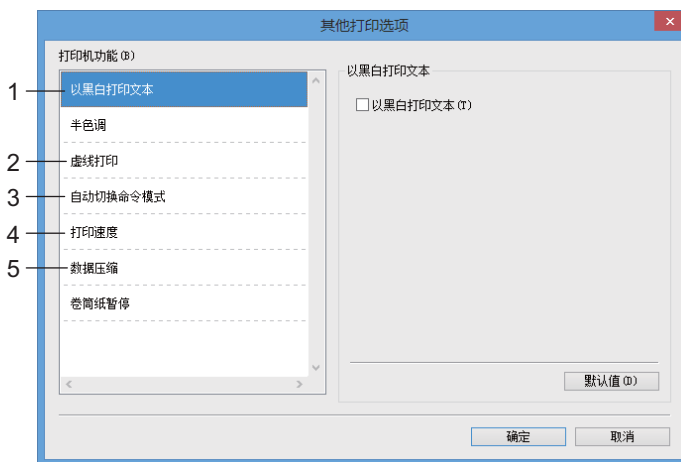 其他打印选项
打印机功能(B)
1 以黑白打印文本
半色调
2 虚线打印
3 自动切换命令模式
4 打印速度
5 数据压缩
卷筒纸暂停
以黑白打印文本
以黑白打印文本(T)
默认值(D)
确定 取消